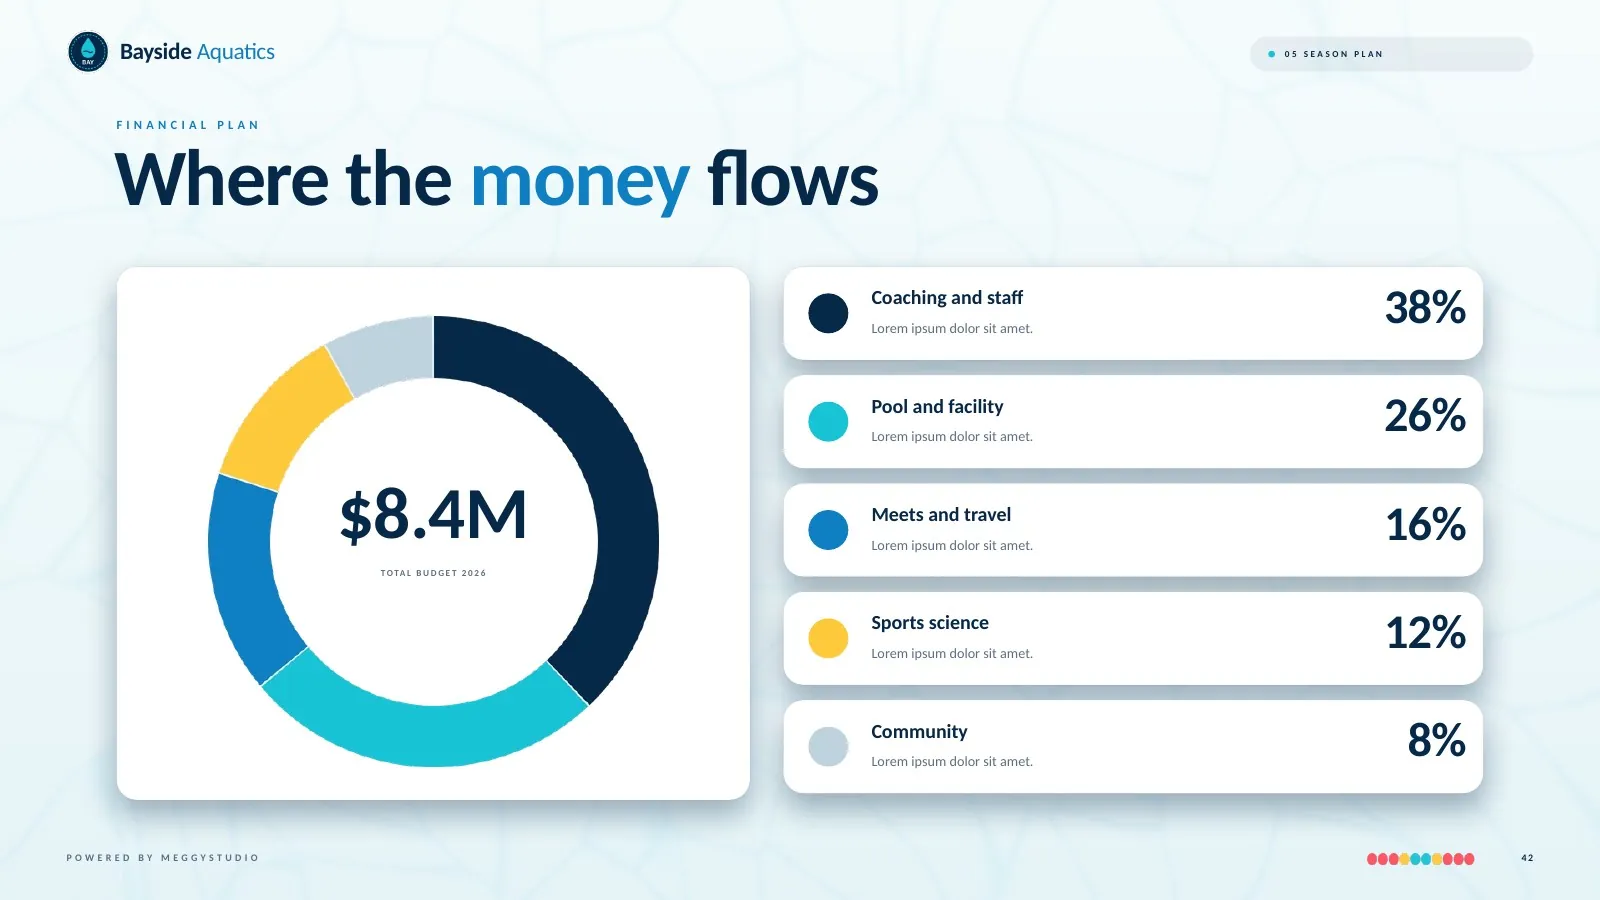 BAY
Bayside Aquatics
05 SEASON PLAN
FINANCIAL PLAN
Where the money flows
$8.4M
TOTAL BUDGET 2026
Coaching and staff
Lorem ipsum dolor sit amet.
38%
Pool and facility
Lorem ipsum dolor sit amet.
26%
Meets and travel
Lorem ipsum dolor sit amet.
16%
Sports science
Lorem ipsum dolor sit amet.
12%
Community
Lorem ipsum dolor sit amet.
8%
POWERED BY MEGGYSTUDIO
42